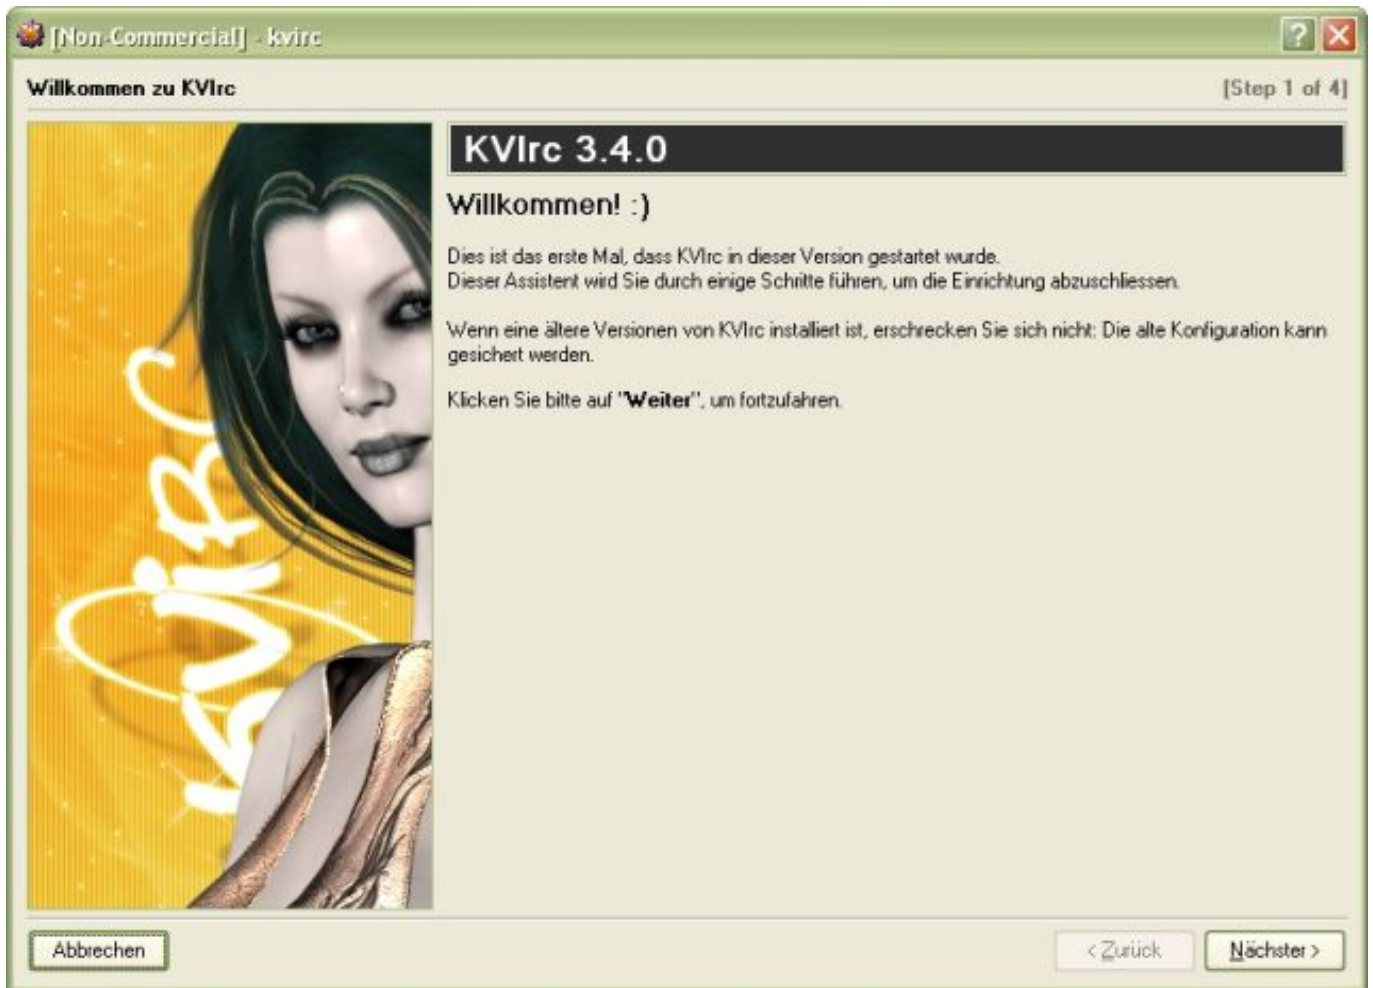 [Non-Commercial] - kvirc
Willkommen zu KVIrc
[Step 1 of 4]
KVIrc 3.4.0
Willkommen! :)
Dies ist das erste Mal, dass KVIrc in dieser Version gestartet wurde.
Dieser Assistent wird Sie durch einige Schritte führen, um die Einrichtung abzuschliessen.
Wenn eine ältere Versionen von KVIrc installiert ist, erschrecken Sie sich nicht: Die alte Konfiguration kann
gesichert werden.
Klicken Sie bitte auf "Weiter", um fortzufahren.
KViRC
Abbrechen
< Zurück
Nächster >